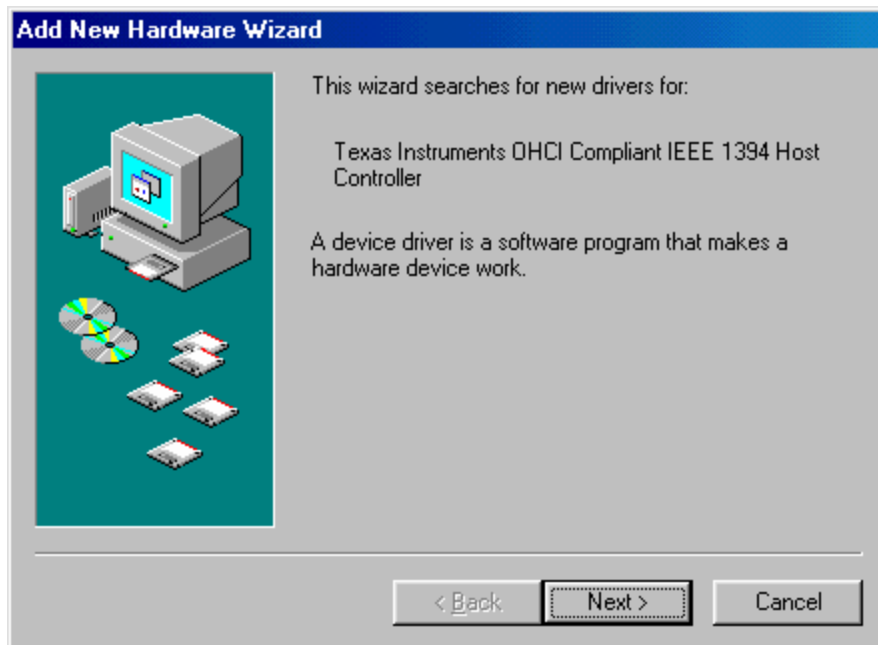 Add New Hardware Wizard
This wizard searches for new drivers for:
Texas Instruments OHCI Compliant IEEE 1394 Host
Controller
A device driver is a software program that makes a
hardware device work.
< Back
Next >
Cancel